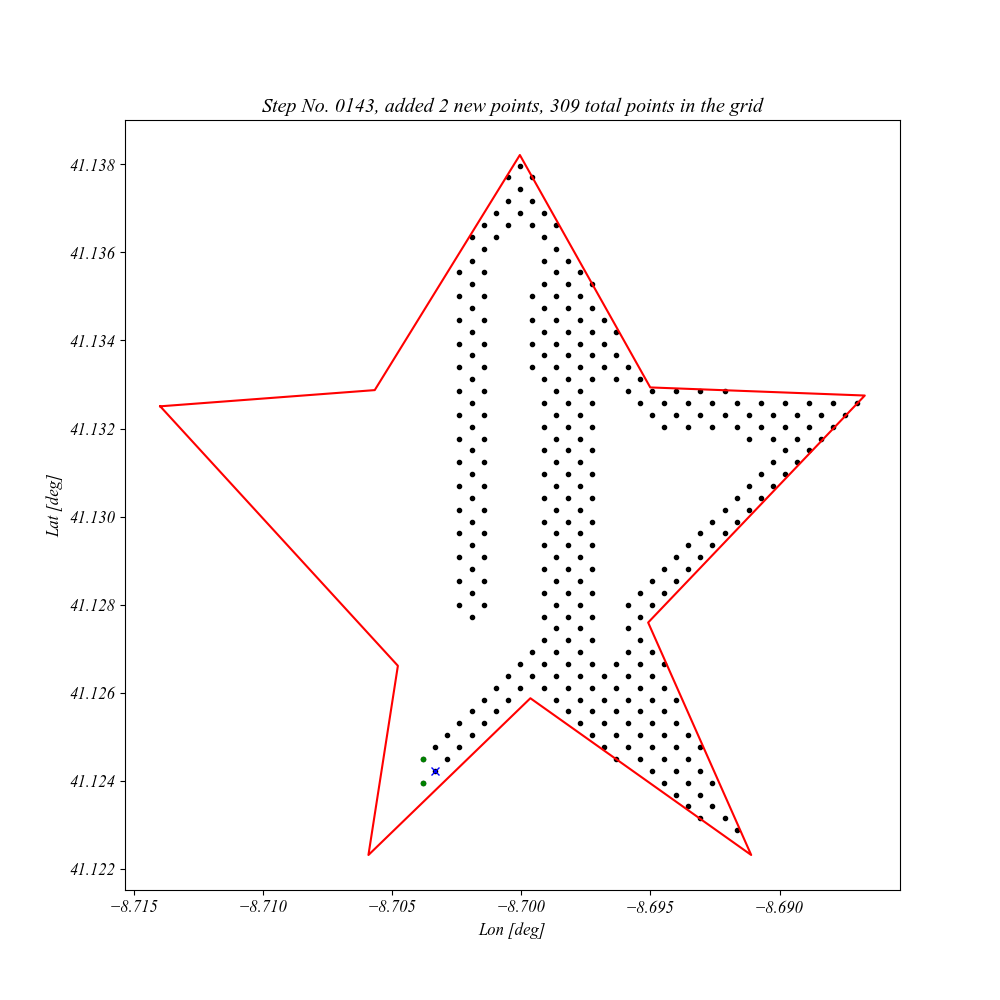 Step No. 0143, added 2 new points, 309 total points in the grid
41.138
41.136
41.134
41.132
41.130
41.128
41.126
41.124
41.122
Lat [deg]
−8.715 −8.710 −8.705 −8.700 −8.695 −8.690
Lon [deg]